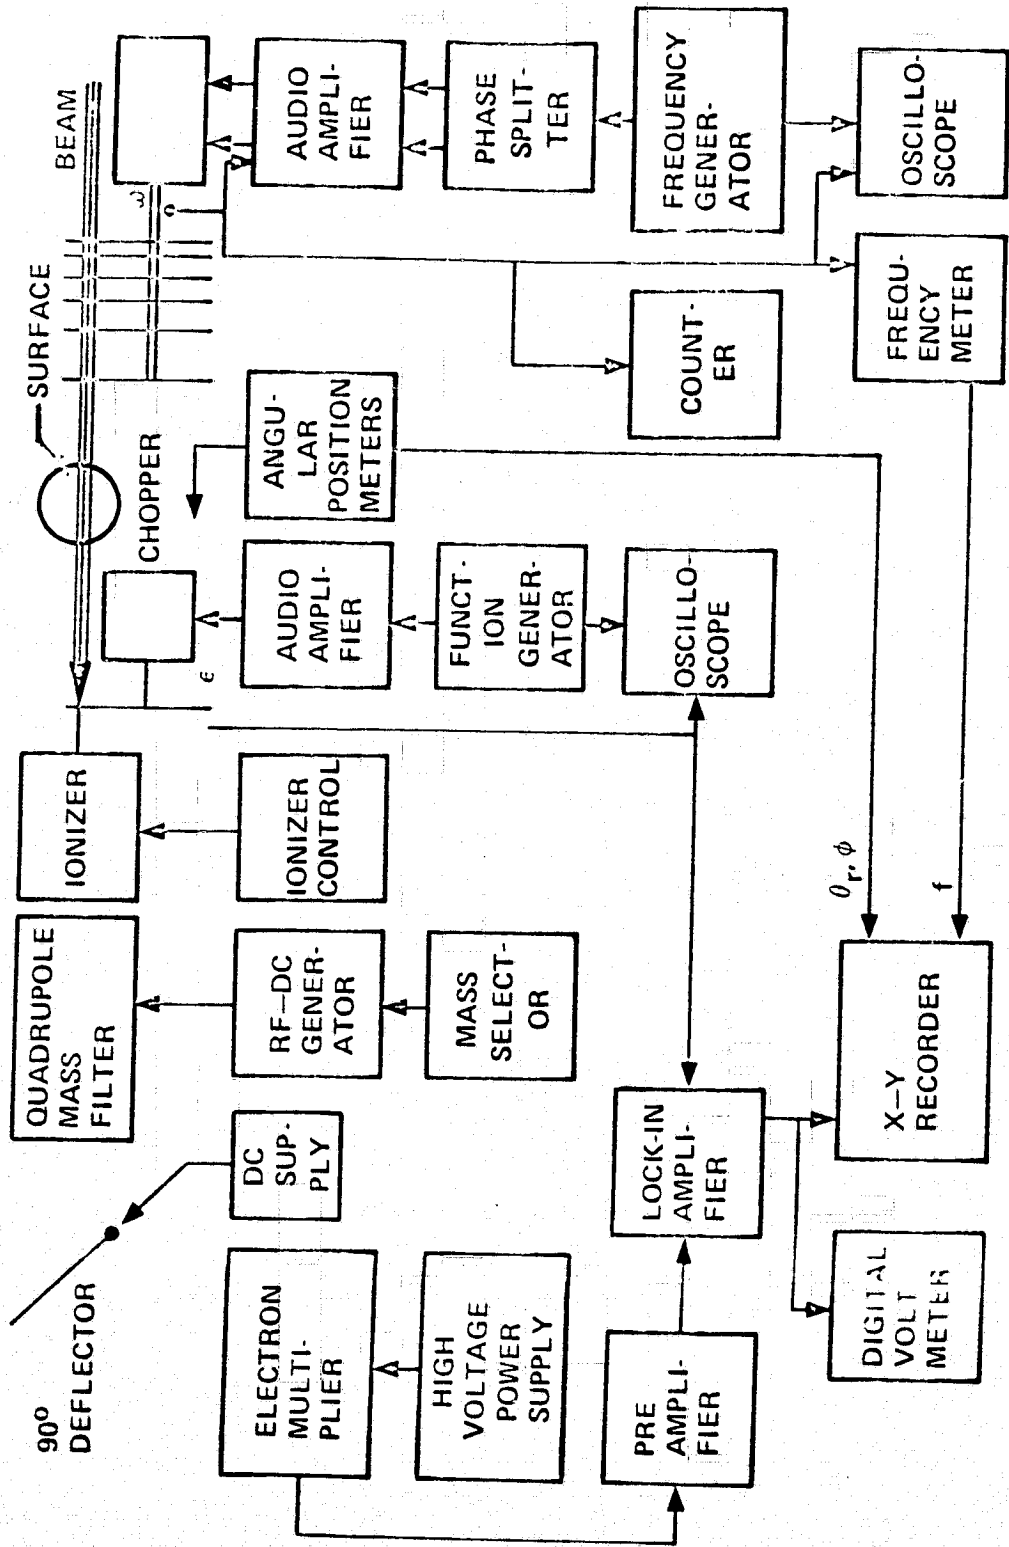 90°
DEFLECTOR
QUADRUPOLE
MASS
FILTER
IONIZER
SURFACE
BEAM
CHOPPER
ω
ϵ
ELECTRON
MULTI-
PLIER
DC
SUP-
PLY
RF–DC
GENER-
ATOR
IONIZER
CONTROL
AUDIO
AMPLI-
FIER
ANGU-
LAR
POSITION
METERS
AUDIO
AMPLI-
FIER
HIGH
VOLTAGE
POWER
SUPPLY
MASS
SELECT-
OR
FUNCT-
ION
GENER-
ATOR
PHASE
SPLIT-
TER
PRE
AMPLI-
FIER
LOCK-IN
AMPLI-
FIER
OSCILLO-
SCOPE
COUNT-
ER
FREQUENCY
GENER-
ATOR
DIGITAL
VOLT
METER
X–Y
RECORDER
θr, ϕ
f
FREQU-
ENCY
METER
OSCILLO-
SCOPE